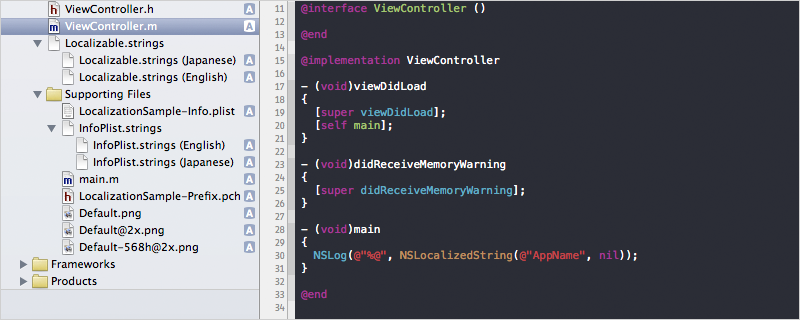 ViewController.h A
ViewController.m A
Localizable.strings
Localizable.strings (Japanese) A
Localizable.strings (English) A
Supporting Files
LocalizationSample-Info.plist A
InfoPlist.strings
InfoPlist.strings (English) A
InfoPlist.strings (Japanese) A
main.m A
LocalizationSample-Prefix.pch A
Default.png A
Default@2x.png A
Default-568h@2x.png A
Frameworks
Products
11 @interface ViewController ()
12
13 @end
14
15 @implementation ViewController
16
17 - (void)viewDidLoad
18 {
19 [super viewDidLoad];
20 [self main];
21 }
22
23 - (void)didReceiveMemoryWarning
24 {
25 [super didReceiveMemoryWarning];
26 }
27
28 - (void)main
29 {
30 NSLog(@"%@", NSLocalizedString(@"AppName", nil));
31 }
32
33 @end
34